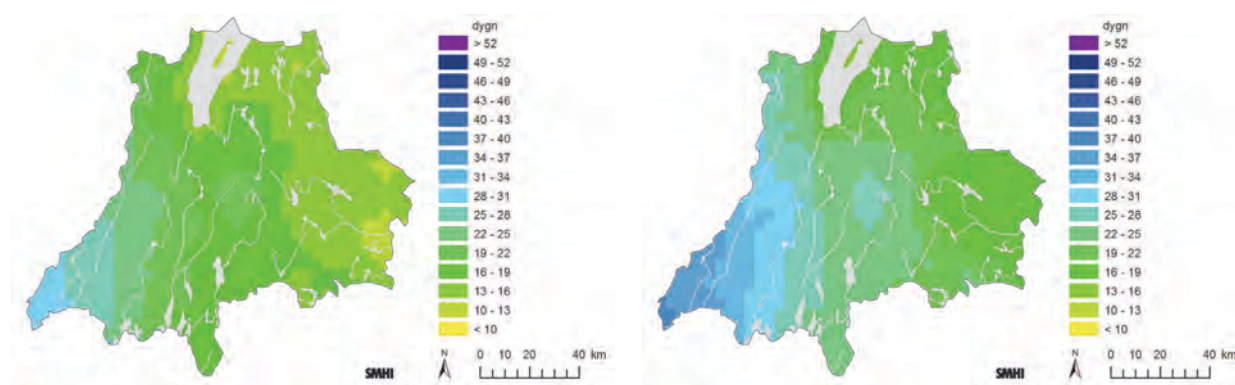 dygn
> 52
49 - 52
46 - 49
43 - 46
40 - 43
37 - 40
34 - 37
31 - 34
28 - 31
25 - 28
22 - 25
19 - 22
16 - 19
13 - 16
10 - 13
< 10
N
0 10 20 40 km
SMHI
dygn
> 52
49 - 52
46 - 49
43 - 46
40 - 43
37 - 40
34 - 37
31 - 34
28 - 31
25 - 28
22 - 25
19 - 22
16 - 19
13 - 16
10 - 13
< 10
N
0 10 20 40 km
SMHI